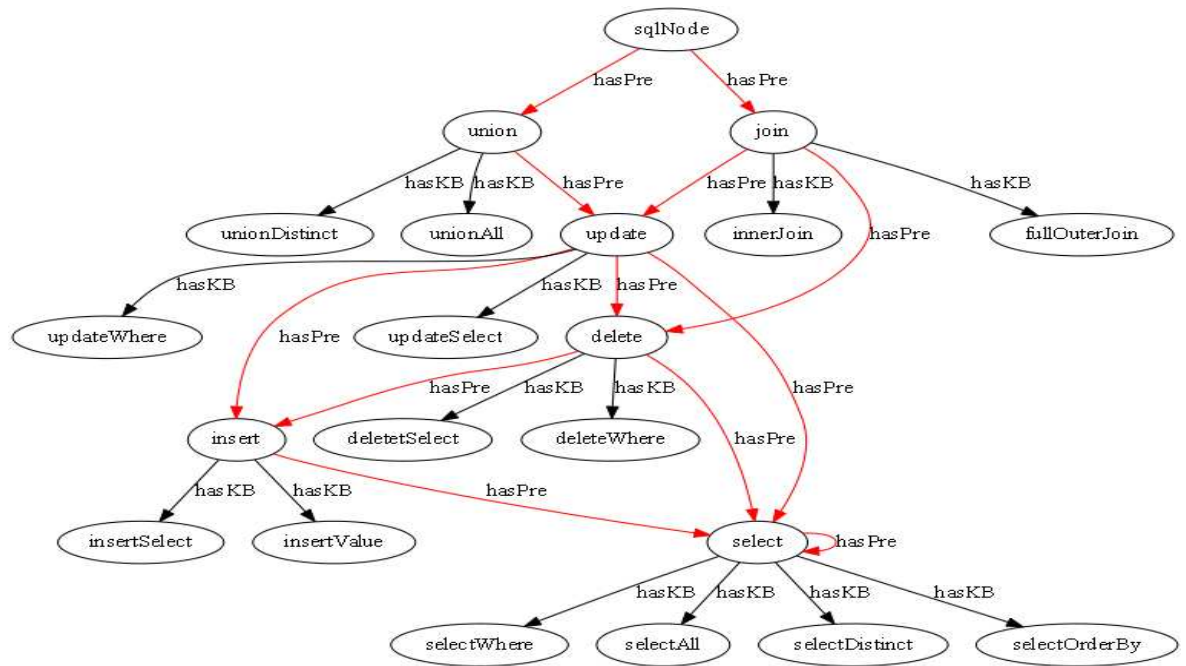 sqlNode
hasPre
hasPre
union
join
hasKB
hasKB
hasPre
hasPre
hasKB
hasKB
unionDistinct
unionAll
update
innerJoin
hasPre
fullOuterJoin
hasKB
hasKB
hasPre
updateWhere
hasPre
updateSelect
delete
hasPre
hasKB
hasKB
hasPre
insert
deletetSelect
deleteWhere
hasPre
hasKB
hasKB
hasPre
insertSelect
insertValue
select
hasPre
hasKB
hasKB
hasKB
hasKB
selectWhere
selectAll
selectDistinct
selectOrderBy